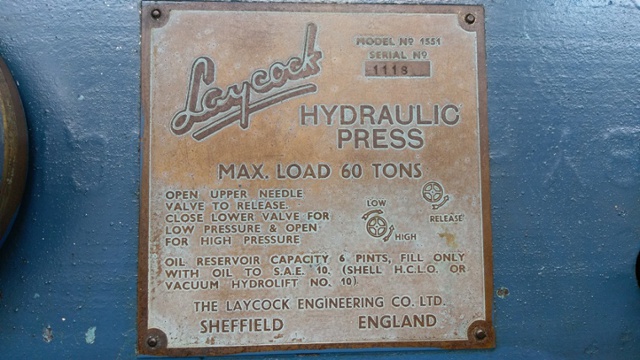 Laycock
MODEL Nº 1551
SERIAL Nº
1118
HYDRAULIC
PRESS
MAX. LOAD 60 TONS
OPEN UPPER NEEDLE
VALVE TO RELEASE.
CLOSE LOWER VALVE FOR
LOW PRESSURE & OPEN
FOR HIGH PRESSURE
LOW
HIGH
RELEASE
OIL RESERVOIR CAPACITY 6 PINTS, FILL ONLY
WITH OIL TO S.A.E. 10. (SHELL H.C.L.O. OR
VACUUM HYDROLIFT NO. 10).
THE LAYCOCK ENGINEERING CO. LTD.
SHEFFIELD ENGLAND